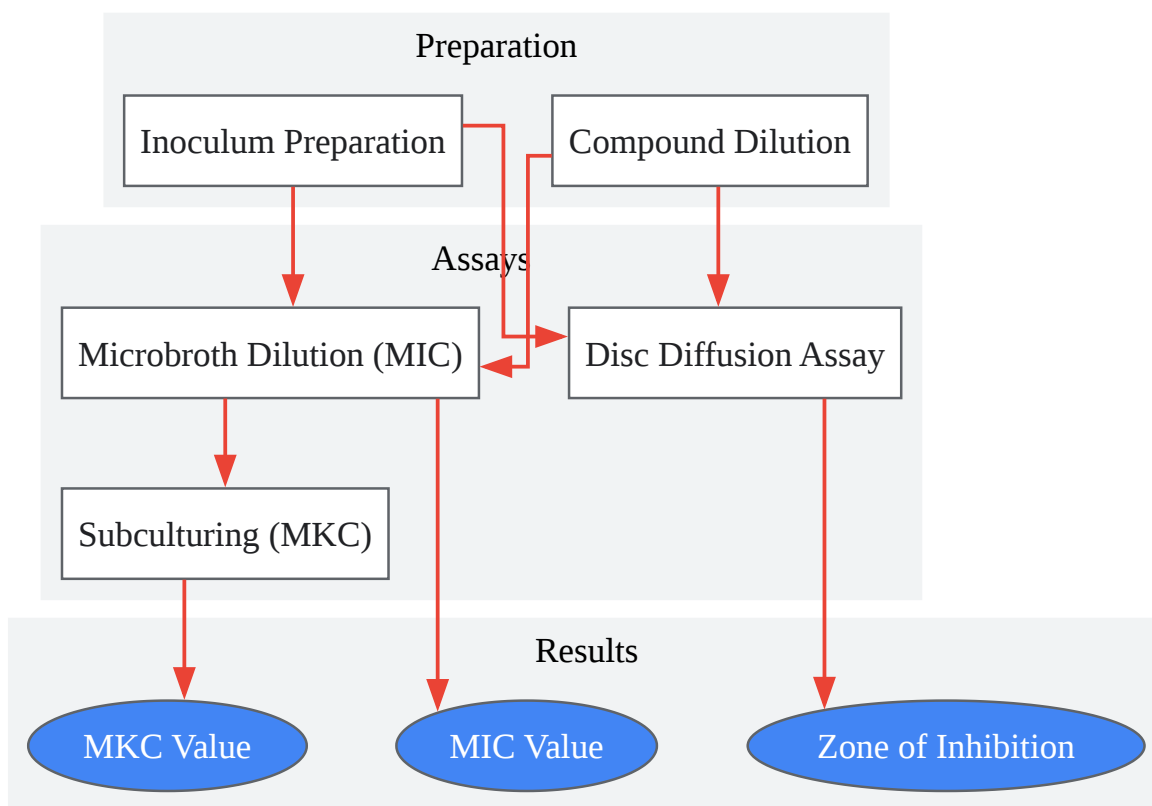 Preparation
Inoculum Preparation
Compound Dilution
Assays
Microbroth Dilution (MIC)
Disc Diffusion Assay
Subculturing (MKC)
Results
MKC Value
MIC Value
Zone of Inhibition